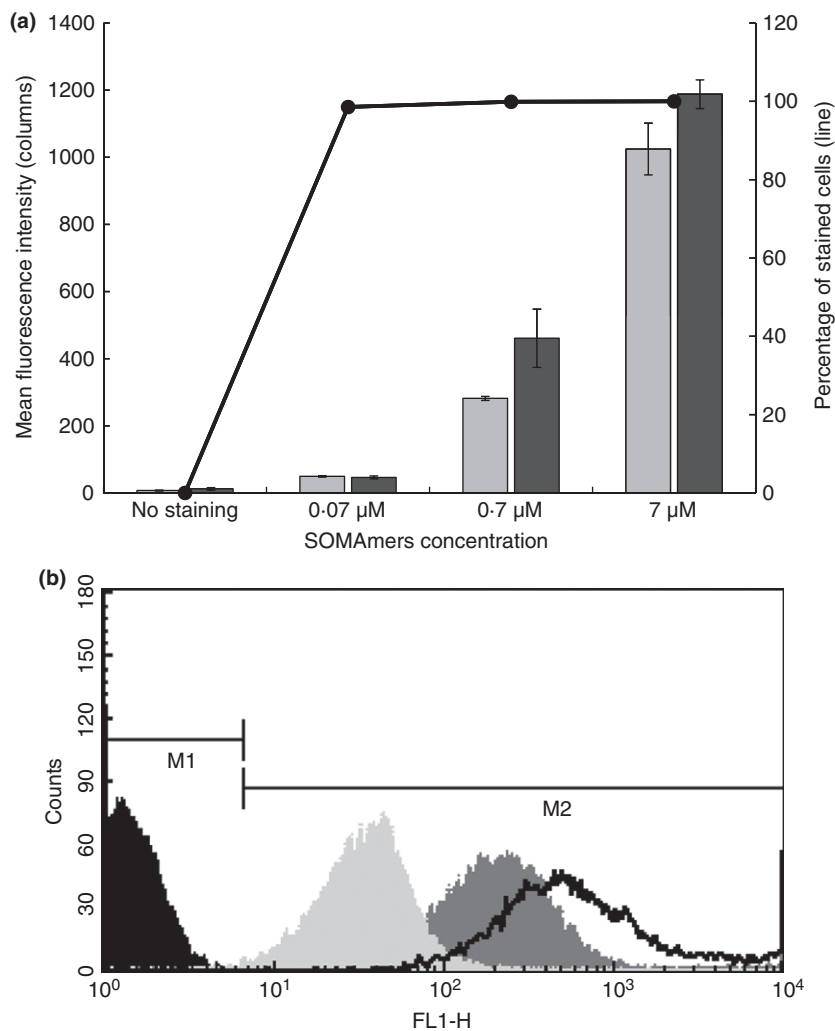 (a)
1400
1200
1000
800
600
400
200
0
Mean fluorescence intensity (columns)
120
100
80
60
40
20
0
Percentage of stained cells (line)
No staining 0·07 µM 0·7 µM 7 µM
SOMAmers concentration
(b)
180
150
120
90
60
30
0
Counts
M1
M2
10⁰ 10¹ 10² 10³ 10⁴
FL1-H